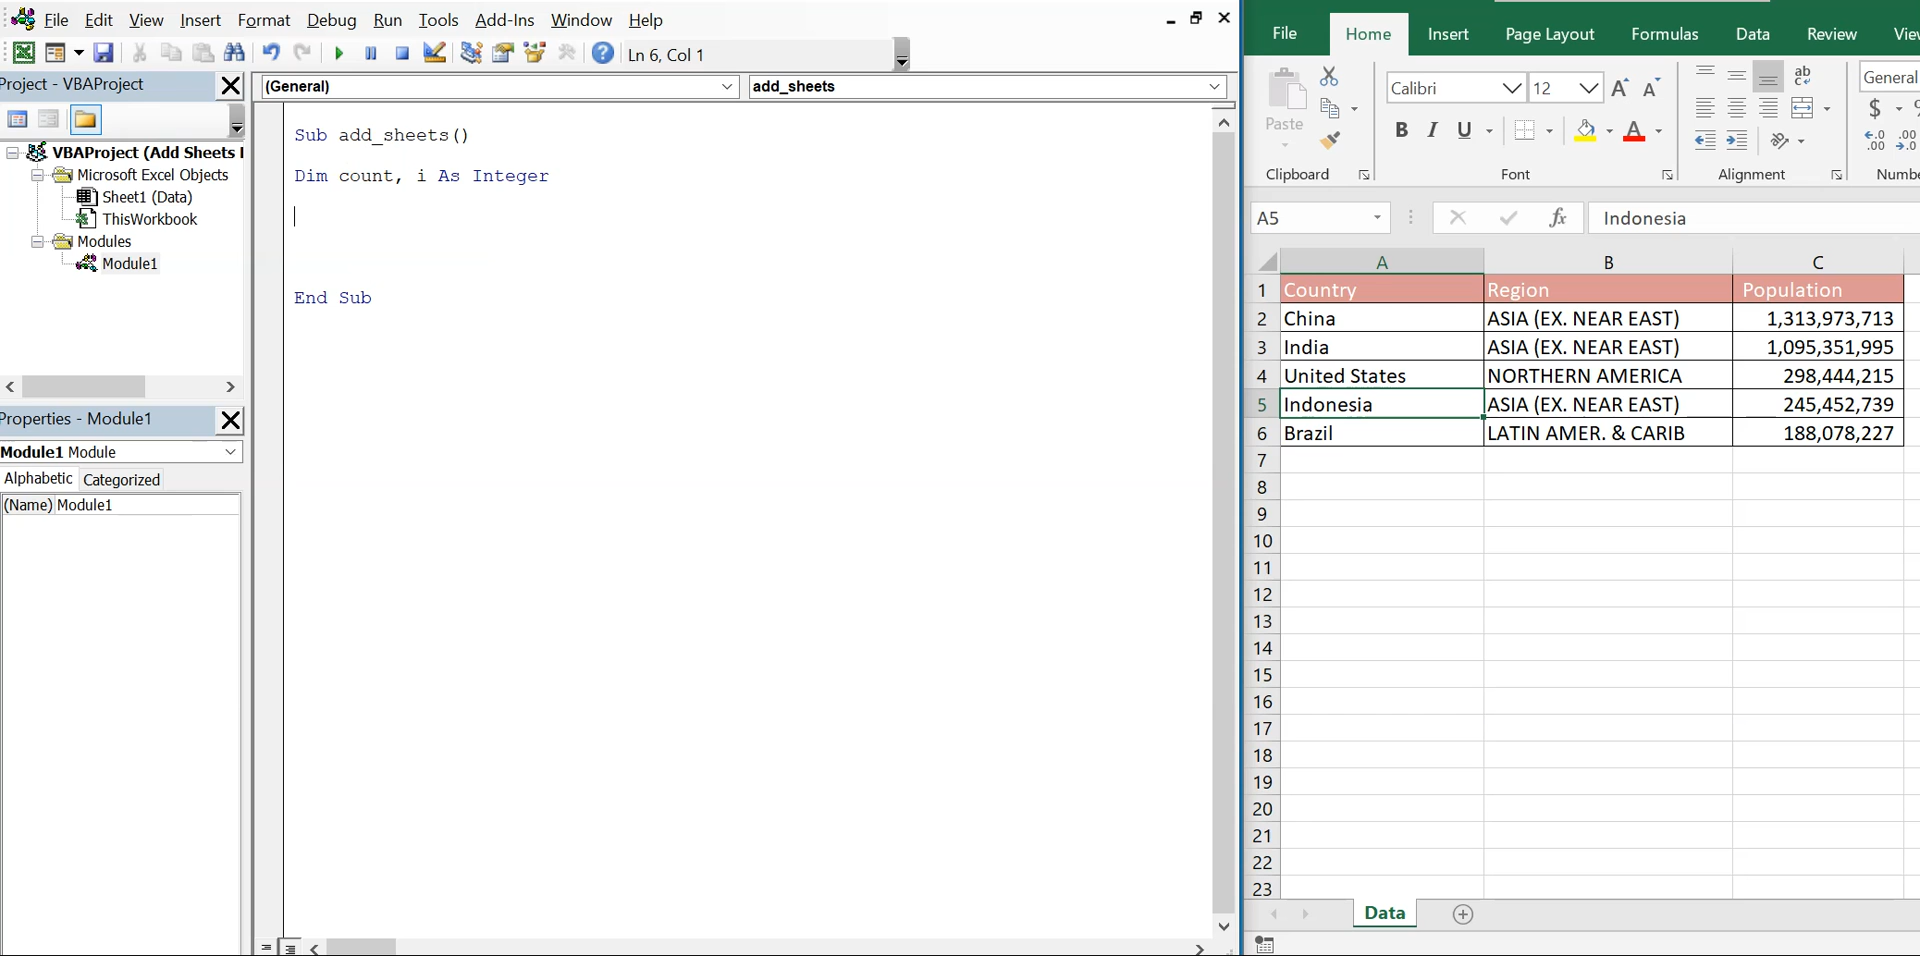 File Edit View Insert Format Debug Run Tools Add-Ins Window Help
Ln 6, Col 1
Project - VBAProject
VBAProject (Add Sheets
Microsoft Excel Objects
Sheet1 (Data)
ThisWorkbook
Modules
Module1
Properties - Module1
Module1 Module
Alphabetic Categorized
(Name) Module1
(General) add_sheets
Sub add_sheets()
Dim count, i As Integer
End Sub
File Home Insert Page Layout Formulas Data Review
Paste
Calibri 12
General
B I U A $
Clipboard Font Alignment
A5 fx Indonesia
A B C
1 Country Region Population
2 China ASIA (EX. NEAR EAST) 1,313,973,713
3 India ASIA (EX. NEAR EAST) 1,095,351,995
4 United States NORTHERN AMERICA 298,444,215
5 Indonesia ASIA (EX. NEAR EAST) 245,452,739
6 Brazil LATIN AMER. & CARIB 188,078,227
7
8
9
10
11
12
13
14
15
16
17
18
19
20
21
22
23
Data